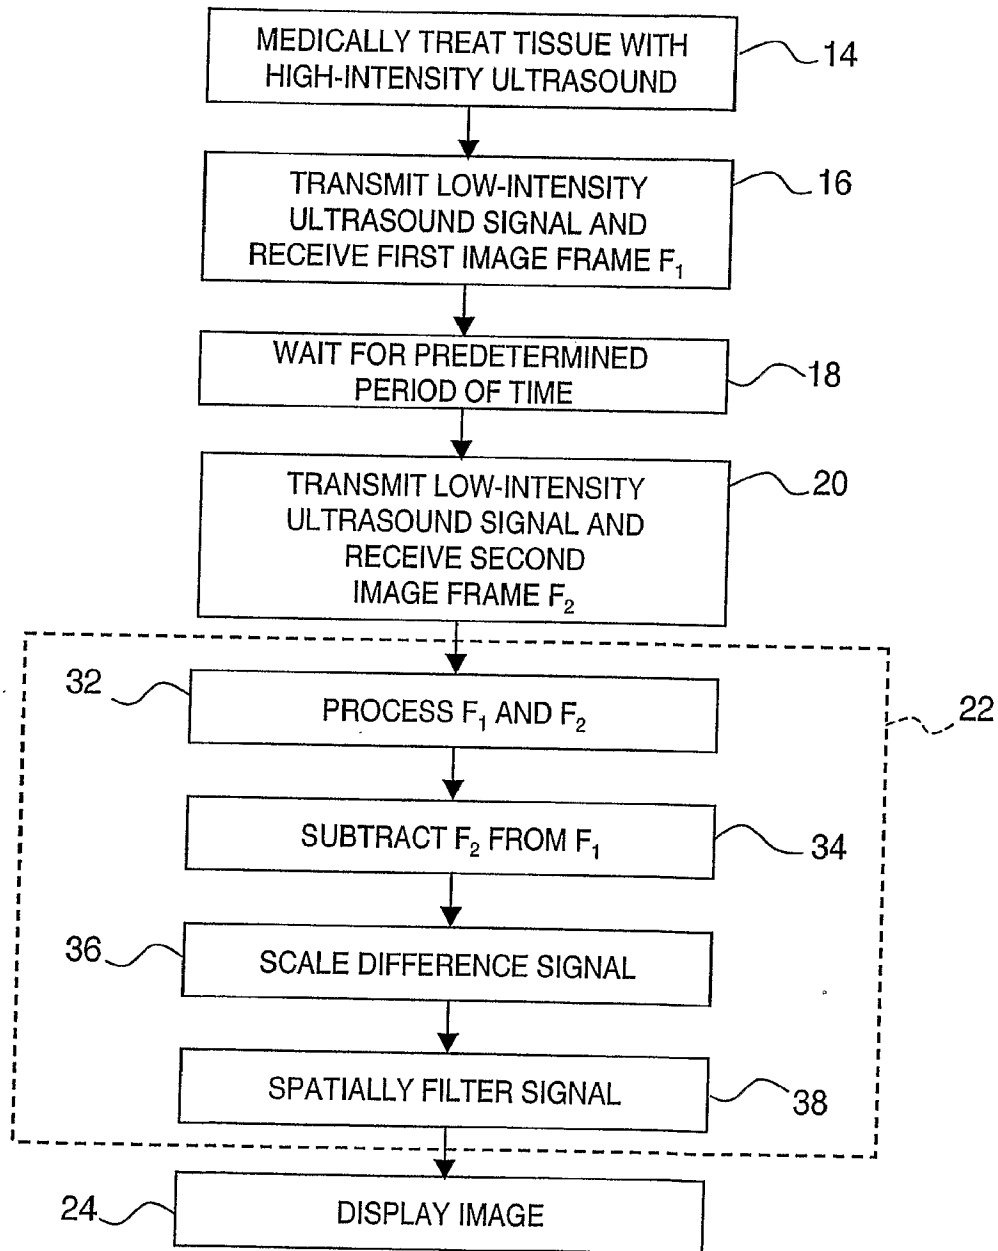 MEDICALLY TREAT TISSUE WITH
HIGH-INTENSITY ULTRASOUND
14
TRANSMIT LOW-INTENSITY
ULTRASOUND SIGNAL AND
RECEIVE FIRST IMAGE FRAME F₁
16
WAIT FOR PREDETERMINED
PERIOD OF TIME
18
TRANSMIT LOW-INTENSITY
ULTRASOUND SIGNAL AND
RECEIVE SECOND
IMAGE FRAME F₂
20
32
PROCESS F₁ AND F₂
22
SUBTRACT F₂ FROM F₁
34
36
SCALE DIFFERENCE SIGNAL
SPATIALLY FILTER SIGNAL
38
24
DISPLAY IMAGE